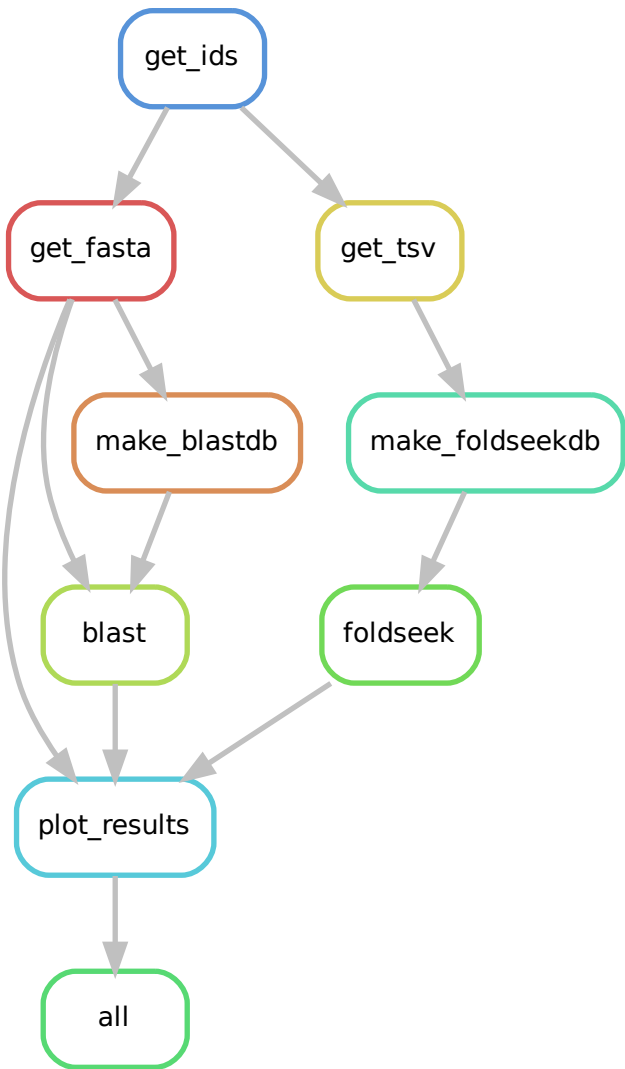 get_ids
get_fasta
get_tsv
make_blastdb
make_foldseekdb
blast
foldseek
plot_results
all